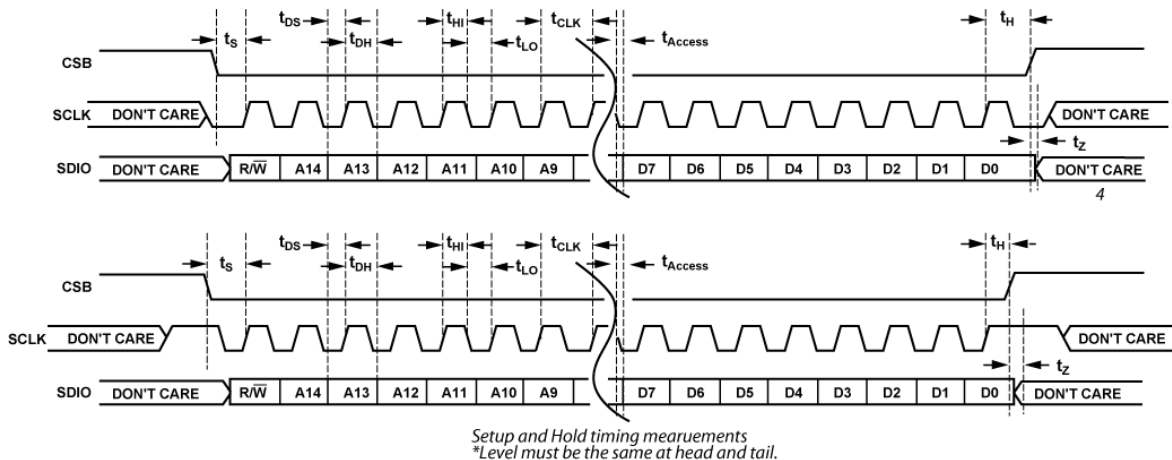 tDS tHI tCLK tH
tS tDH tLO tAccess
CSB
SCLK DON'T CARE DON'T CARE
tZ
SDIO DON'T CARE R/W̅ A14 A13 A12 A11 A10 A9 D7 D6 D5 D4 D3 D2 D1 D0 DON'T CARE
4
tDS tHI tCLK tH
tS tDH tLO tAccess
CSB
SCLK DON'T CARE DON'T CARE
tZ
SDIO DON'T CARE R/W̅ A14 A13 A12 A11 A10 A9 D7 D6 D5 D4 D3 D2 D1 D0 DON'T CARE
Setup and Hold timing mearuements
*Level must be the same at head and tail.